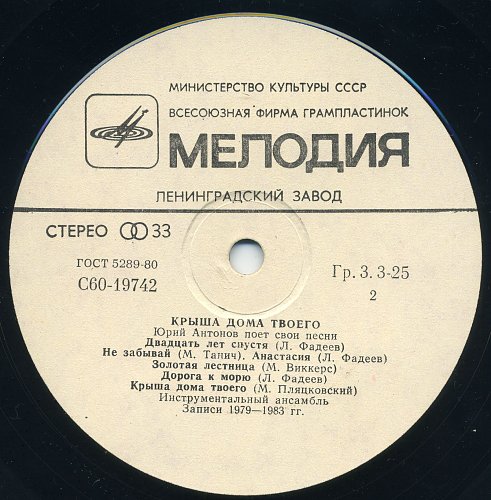 МИНИСТЕРСТВО КУЛЬТУРЫ СССР
ВСЕСОЮЗНАЯ ФИРМА ГРАМПЛАСТИНОК
МЕЛОДИЯ
ЛЕНИНГРАДСКИЙ ЗАВОД
СТЕРЕО 33
ГОСТ 5289-80
С60-19742
Гр. 3. 3-25
2
КРЫША ДОМА ТВОЕГО
Юрий Антонов поет свои песни
Двадцать лет спустя (Л. Фадеев)
Не забывай (М. Танич). Анастасия (Л. Фадеев)
Золотая лестница (М. Виккерс)
Дорога к морю (Л. Фадеев)
Крыша дома твоего (М. Пляцковский)
Инструментальный ансамбль
Записи 1979—1983 гг.